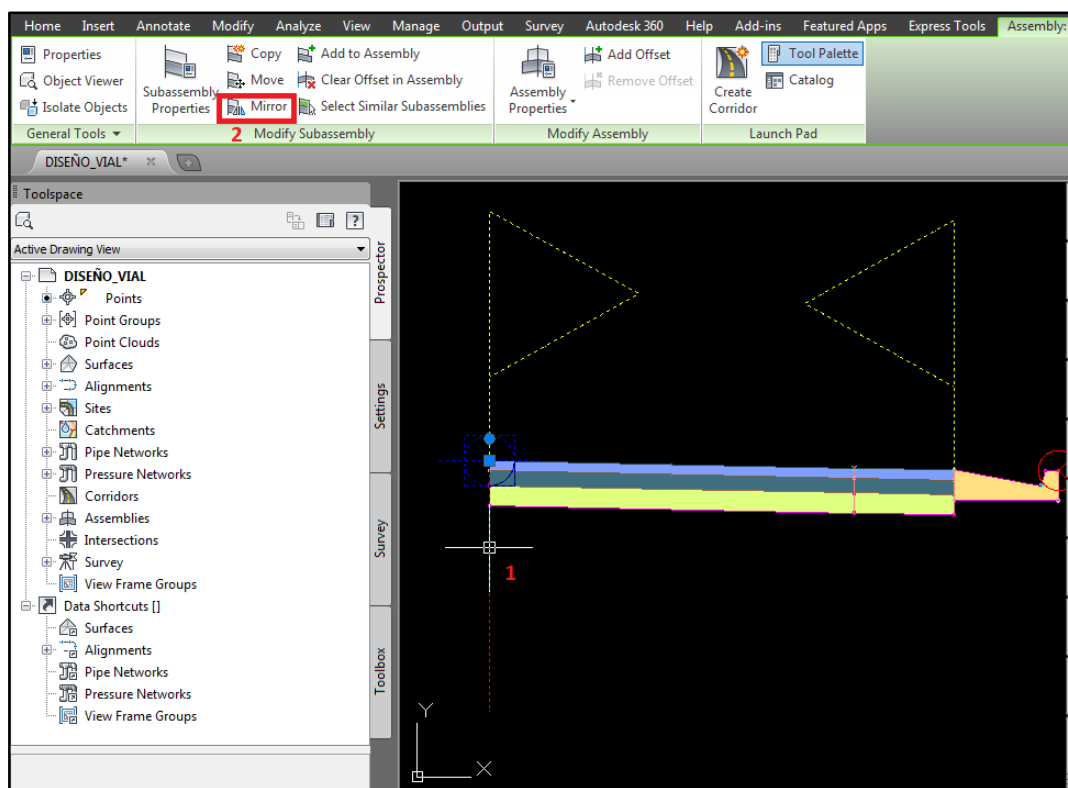 Home Insert Annotate Modify Analyze View Manage Output Survey Autodesk 360 Help Add-ins Featured Apps Express Tools Assembly:
Properties
Object Viewer
Isolate Objects
General Tools
Subassembly
Properties
Copy
Move
Mirror
Add to Assembly
Clear Offset in Assembly
Select Similar Subassemblies
2 Modify Subassembly
Assembly
Properties
Add Offset
Remove Offset
Modify Assembly
Create
Corridor
Tool Palette
Catalog
Launch Pad
DISEÑO_VIAL*
Toolspace
Active Drawing View
DISEÑO_VIAL
Points
Point Groups
Point Clouds
Surfaces
Alignments
Sites
Catchments
Pipe Networks
Pressure Networks
Corridors
Assemblies
Intersections
Survey
View Frame Groups
Data Shortcuts []
Surfaces
Alignments
Pipe Networks
Pressure Networks
View Frame Groups
Prospector
Settings
Survey
Toolbox
1
Y
X